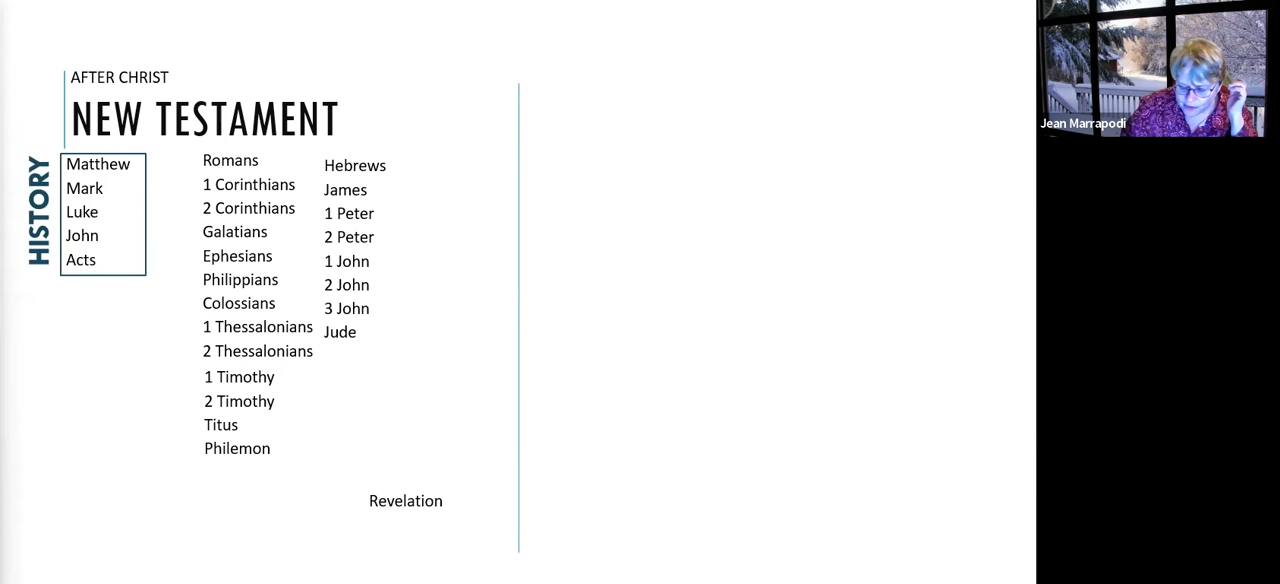 AFTER CHRIST
NEW TESTAMENT
HISTORY
Matthew
Mark
Luke
John
Acts
Romans
1 Corinthians
2 Corinthians
Galatians
Ephesians
Philippians
Colossians
1 Thessalonians
2 Thessalonians
1 Timothy
2 Timothy
Titus
Philemon
Hebrews
James
1 Peter
2 Peter
1 John
2 John
3 John
Jude
Revelation
Jean Marrapodi